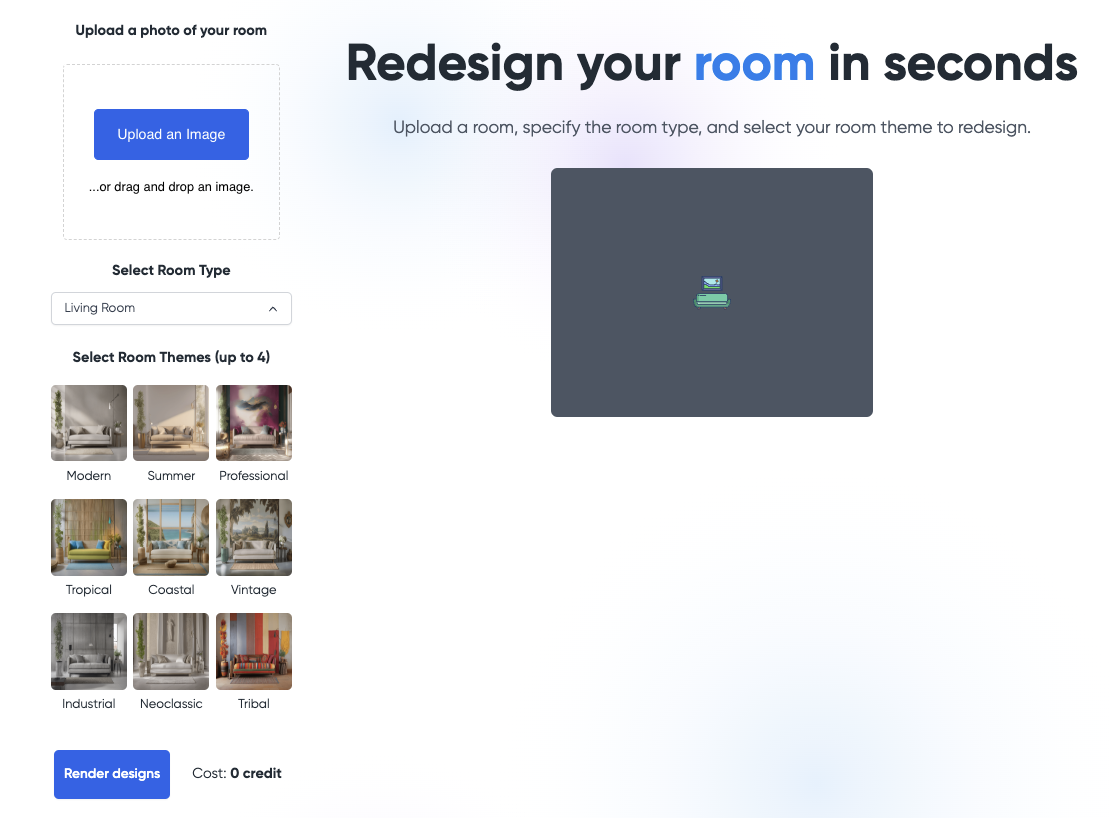 Upload a photo of your room
Upload an Image
...or drag and drop an image.
Select Room Type
Living Room
Select Room Themes (up to 4)
Modern
Summer
Professional
Tropical
Coastal
Vintage
Industrial
Neoclassic
Tribal
Render designs
Cost: 0 credit
Redesign your room in seconds
Upload a room, specify the room type, and select your room theme to redesign.